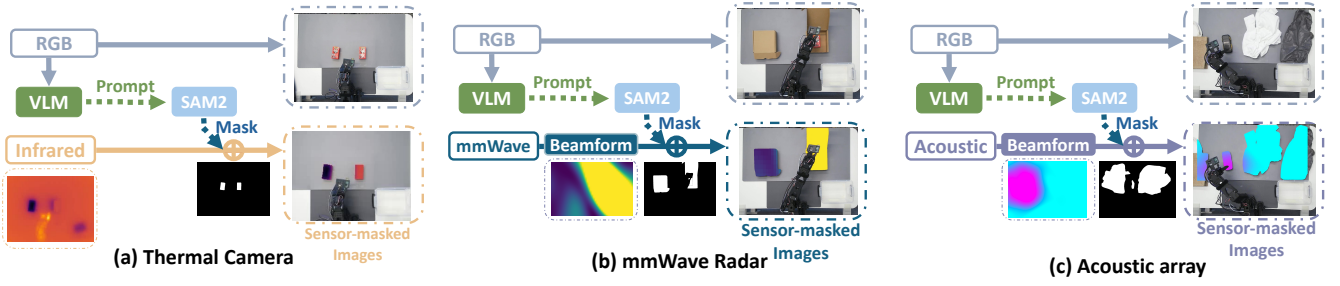 RGB
Prompt
VLM
SAM2
Mask
Infrared
Sensor-masked
Images
(a) Thermal Camera
RGB
Prompt
VLM
SAM2
Mask
mmWave
Beamform
Sensor-masked
Images
(b) mmWave Radar
RGB
Prompt
VLM
SAM2
Mask
Acoustic
Beamform
Sensor-masked
Images
(c) Acoustic array